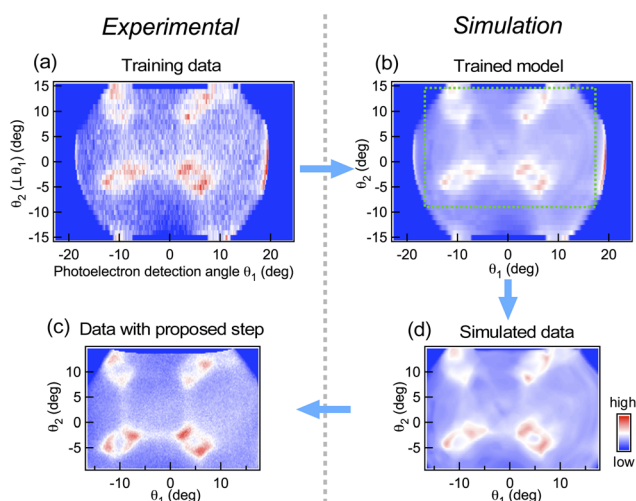 Experimental
Simulation
(a)
Training data
θ2 (⊥θ1) (deg)
15
10
5
0
-5
-10
-15
-20
-10
0
10
20
Photoelectron detection angle θ1 (deg)
(b)
Trained model
θ2 (deg)
15
10
5
0
-5
-10
-15
-20
-10
0
10
20
θ1 (deg)
(c)
Data with proposed step
θ2 (deg)
10
5
0
-5
-10
0
10
θ1 (deg)
(d)
Simulated data
θ2 (deg)
10
5
0
-5
-10
0
10
θ1 (deg)
high
low